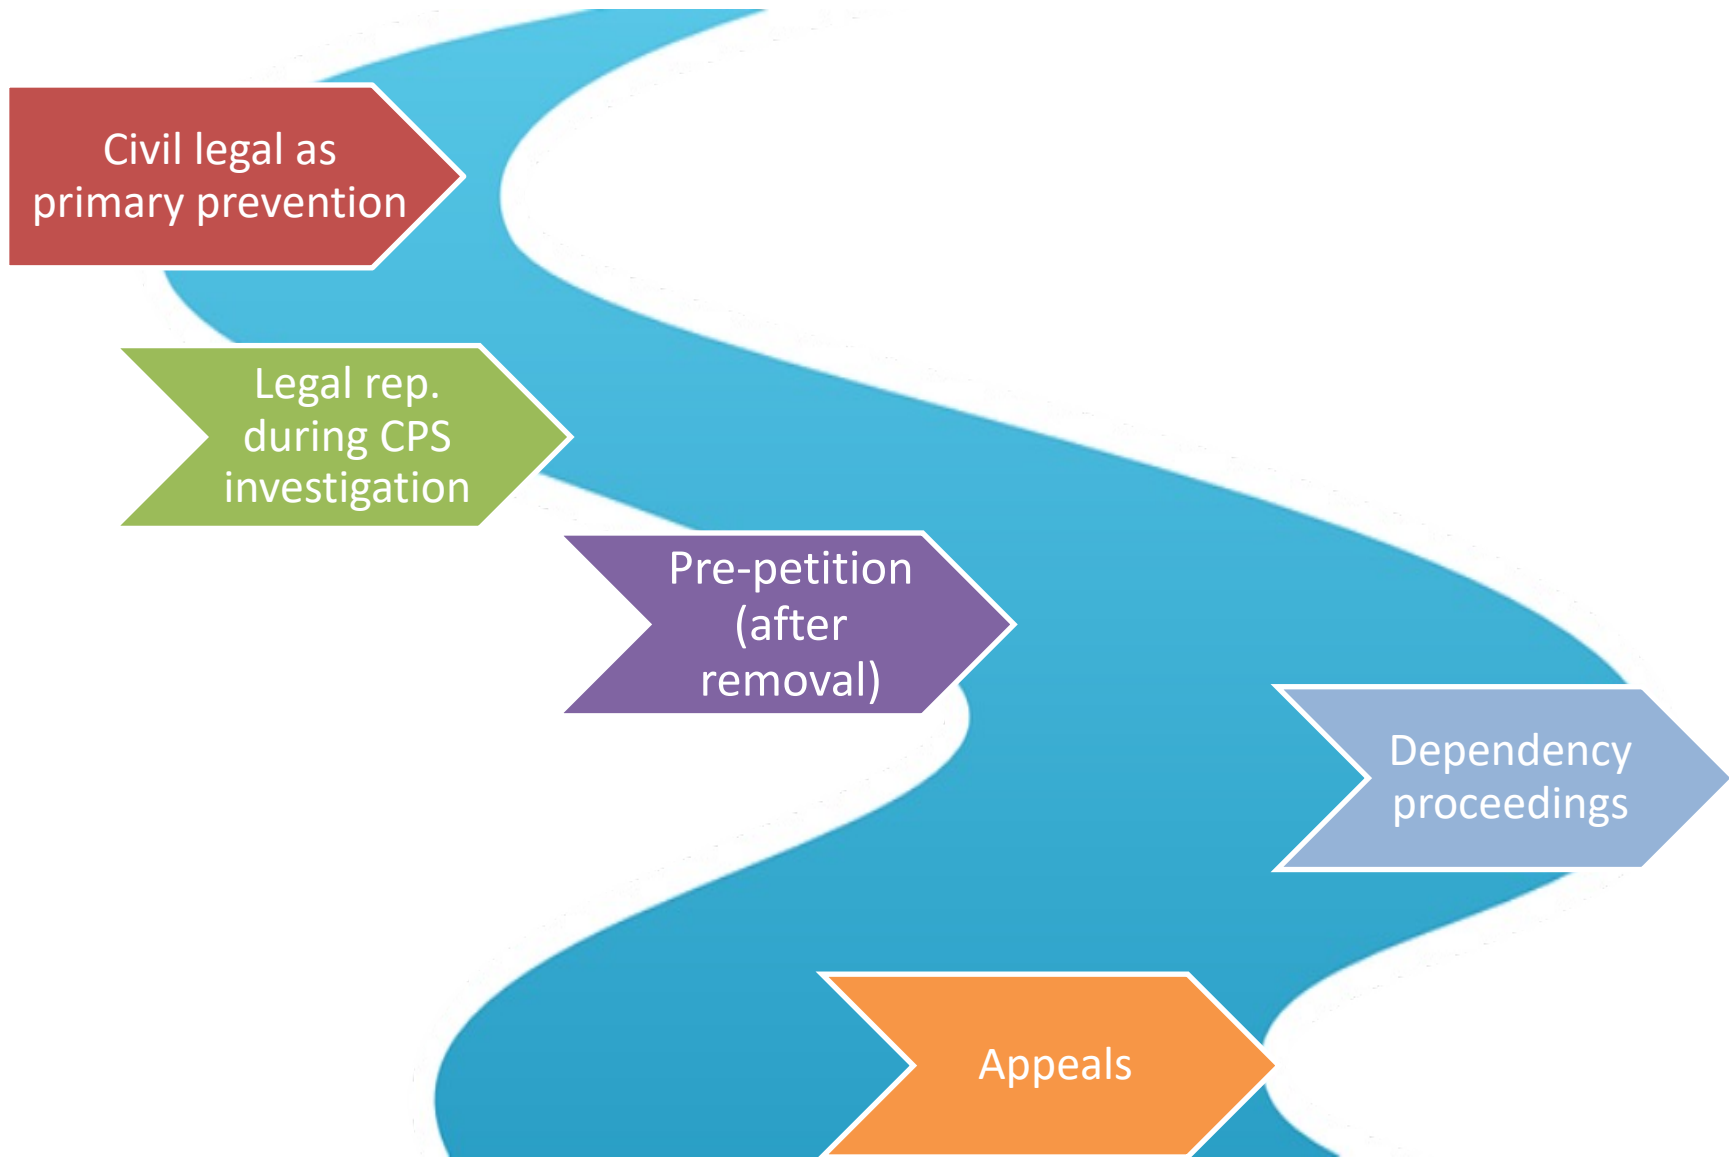 Civil legal as
primary prevention
Legal rep.
during CPS
investigation
Pre-petition
(after
removal)
Dependency
proceedings
Appeals